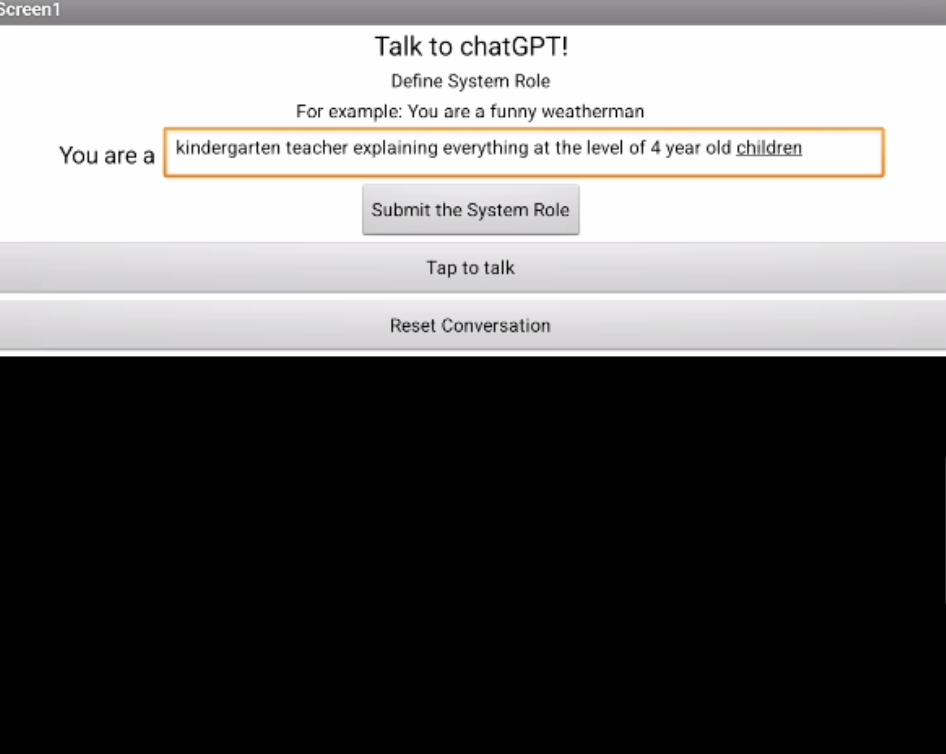 Screen1
Talk to chatGPT!
Define System Role
For example: You are a funny weatherman
You are a kindergarten teacher explaining everything at the level of 4 year old children
Submit the System Role
Tap to talk
Reset Conversation